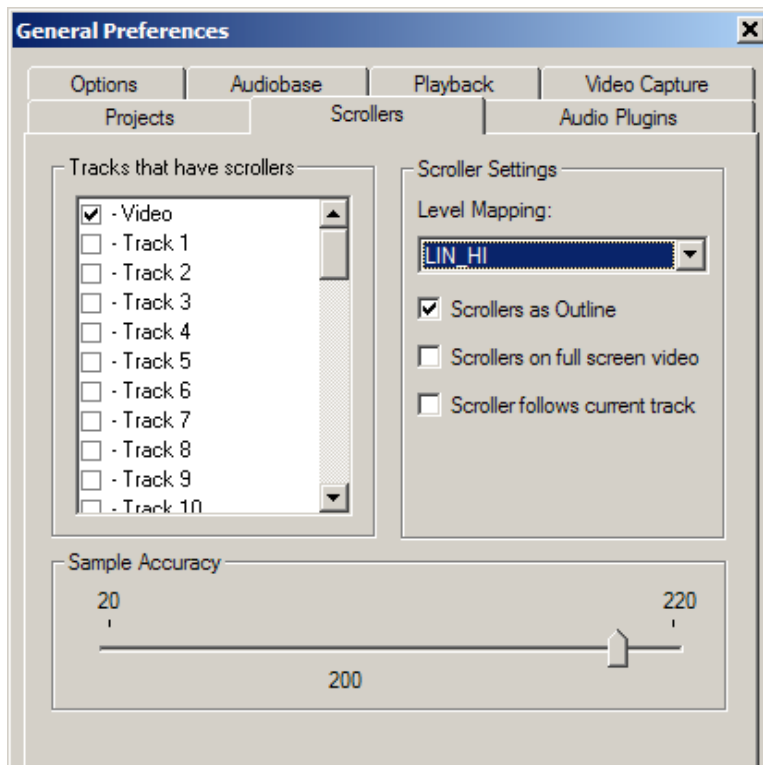 General Preferences
Options Audiobase Playback Video Capture
Projects Scrollers Audio Plugins
Tracks that have scrollers
- Video
- Track 1
- Track 2
- Track 3
- Track 4
- Track 5
- Track 6
- Track 7
- Track 8
- Track 9
- Track 10
Scroller Settings
Level Mapping:
LIN_HI
Scrollers as Outline
Scrollers on full screen video
Scroller follows current track
Sample Accuracy
20 220
200